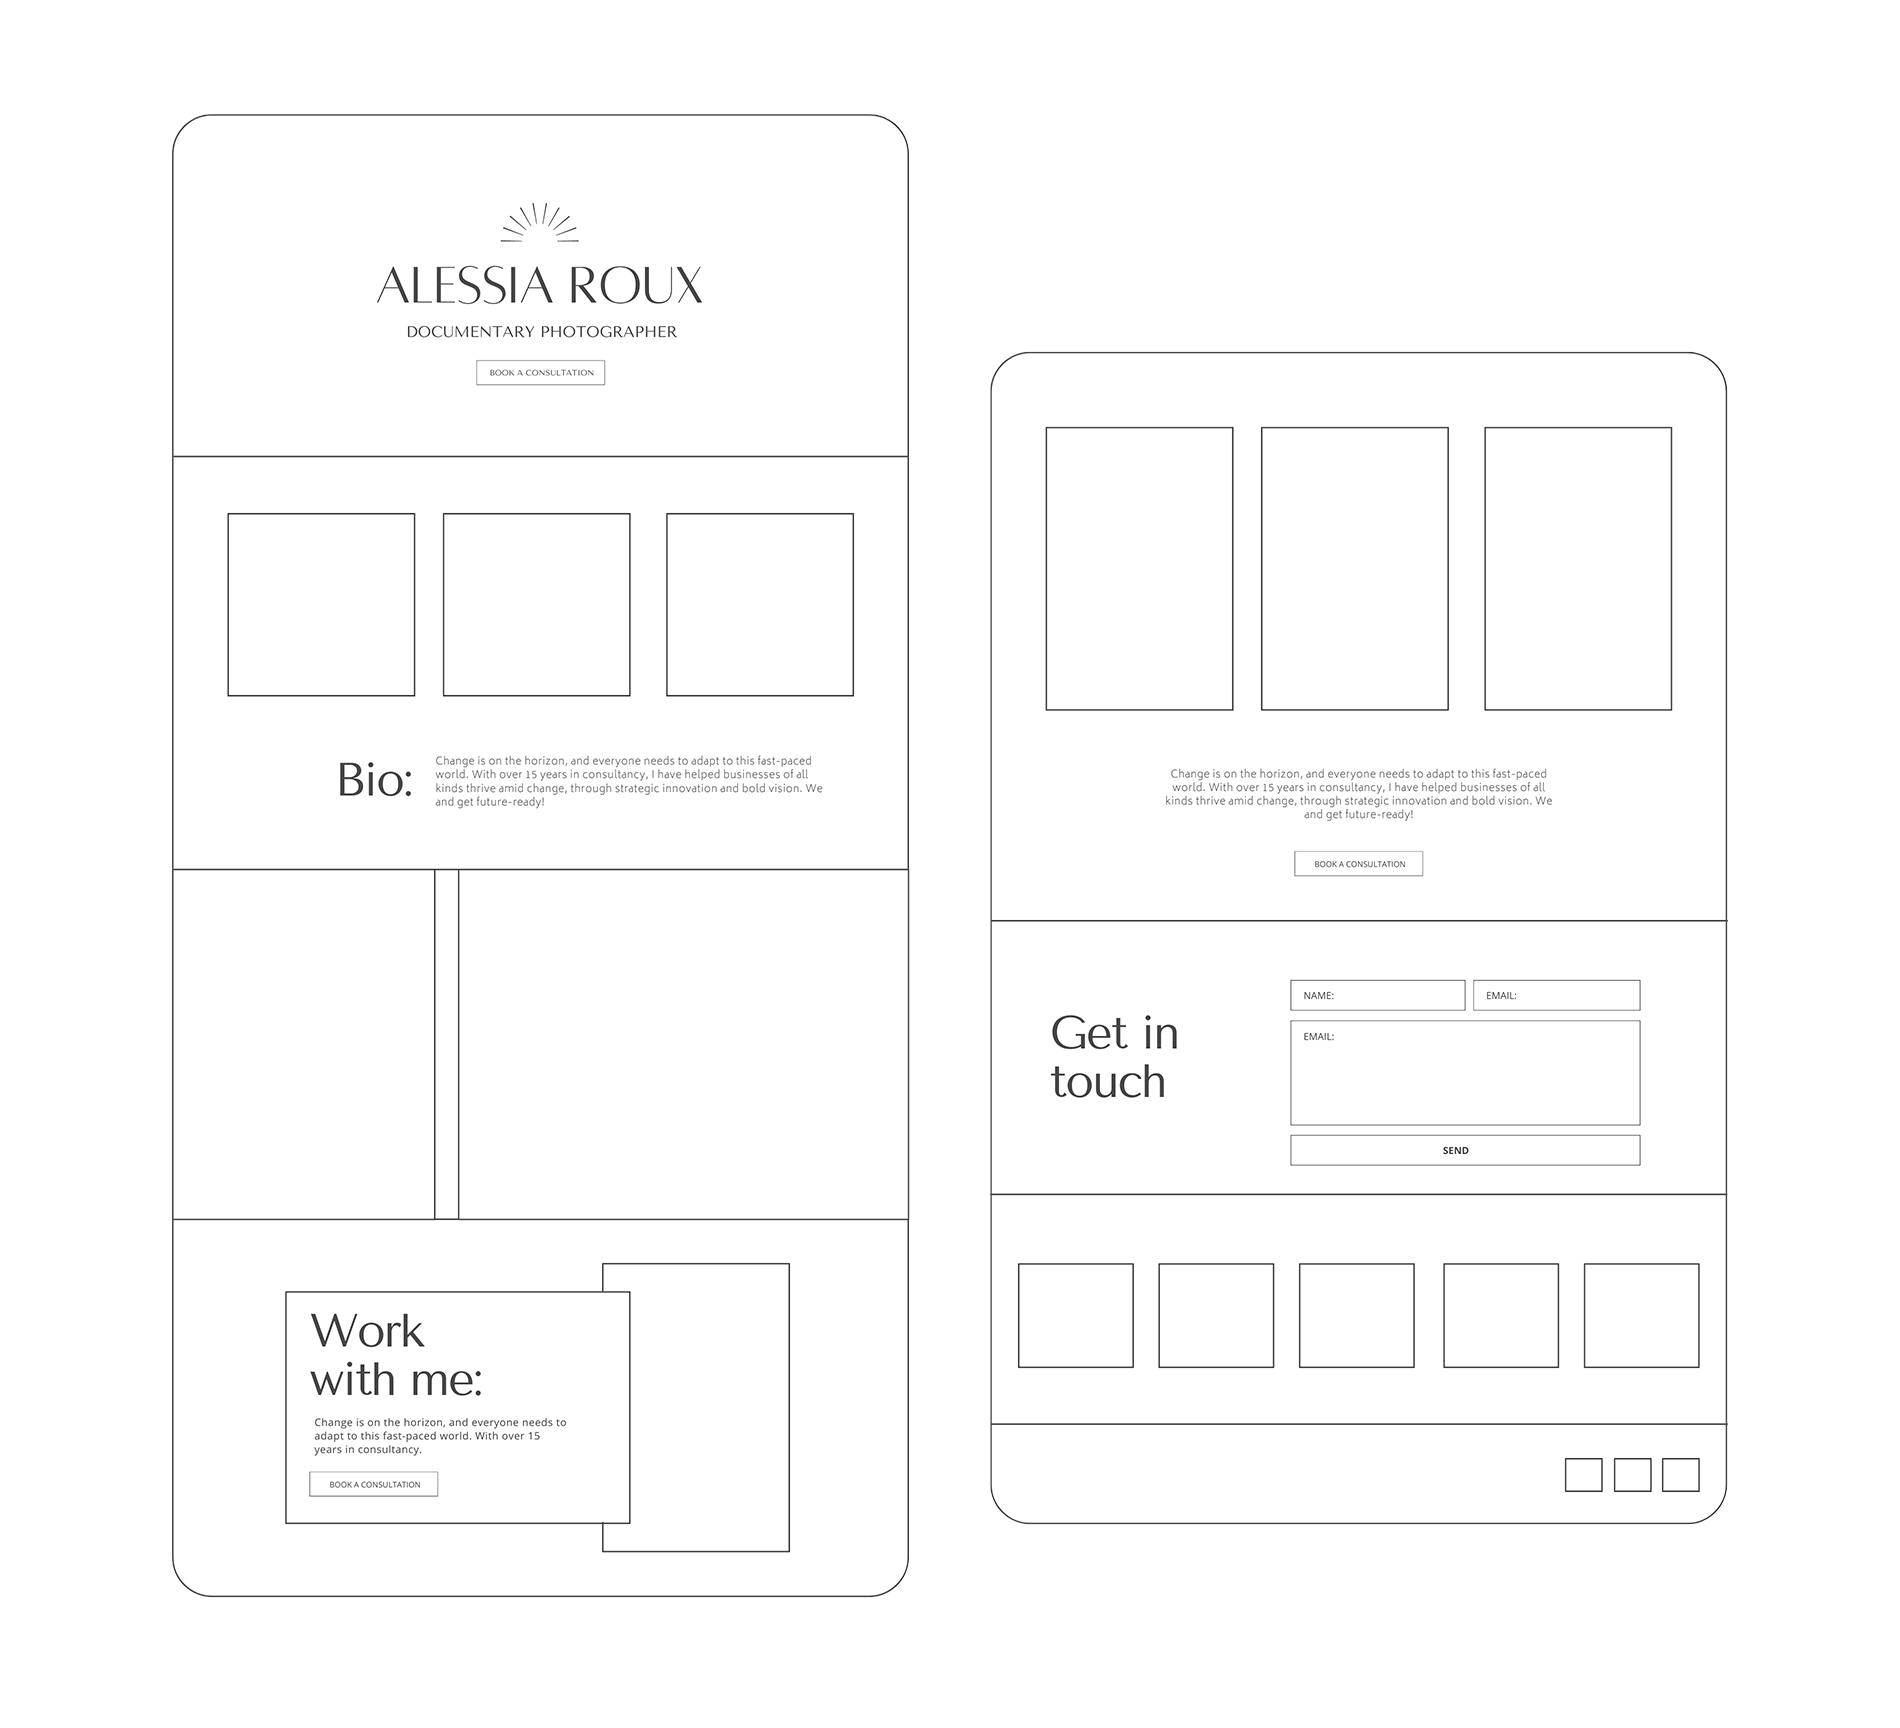 ALESSIA ROUX
DOCUMENTARY PHOTOGRAPHER
BOOK A CONSULTATION
Bio:
Change is on the horizon, and everyone needs to adapt to this fast-paced
world. With over 15 years in consultancy, I have helped businesses of all
kinds thrive amid change, through strategic innovation and bold vision. We
and get future-ready!
Work
with me:
Change is on the horizon, and everyone needs to
adapt to this fast-paced world. With over 15
years in consultancy.
BOOK A CONSULTATION
Change is on the horizon, and everyone needs to adapt to this fast-paced
world. With over 15 years in consultancy, I have helped businesses of all
kinds thrive amid change, through strategic innovation and bold vision. We
and get future-ready!
BOOK A CONSULTATION
Get in
touch
NAME:
EMAIL:
EMAIL:
SEND